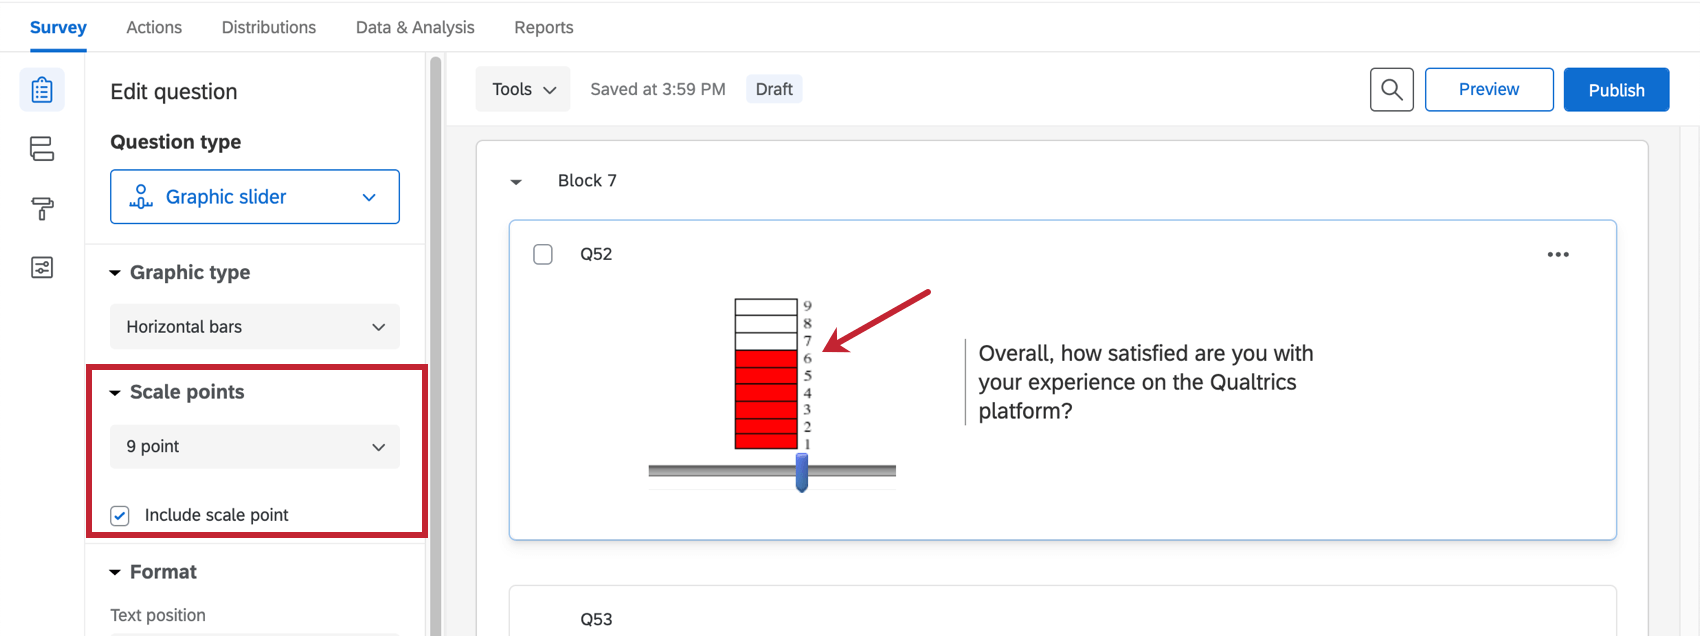 Survey Actions Distributions Data & Analysis Reports
Edit question
Question type
Graphic slider
Graphic type
Horizontal bars
Scale points
9 point
Include scale point
Format
Text position
Tools Saved at 3:59 PM Draft Preview Publish
Block 7
Q52
9
8
7
6
5
4
3
2
1
Overall, how satisfied are you with
your experience on the Qualtrics
platform?
Q53